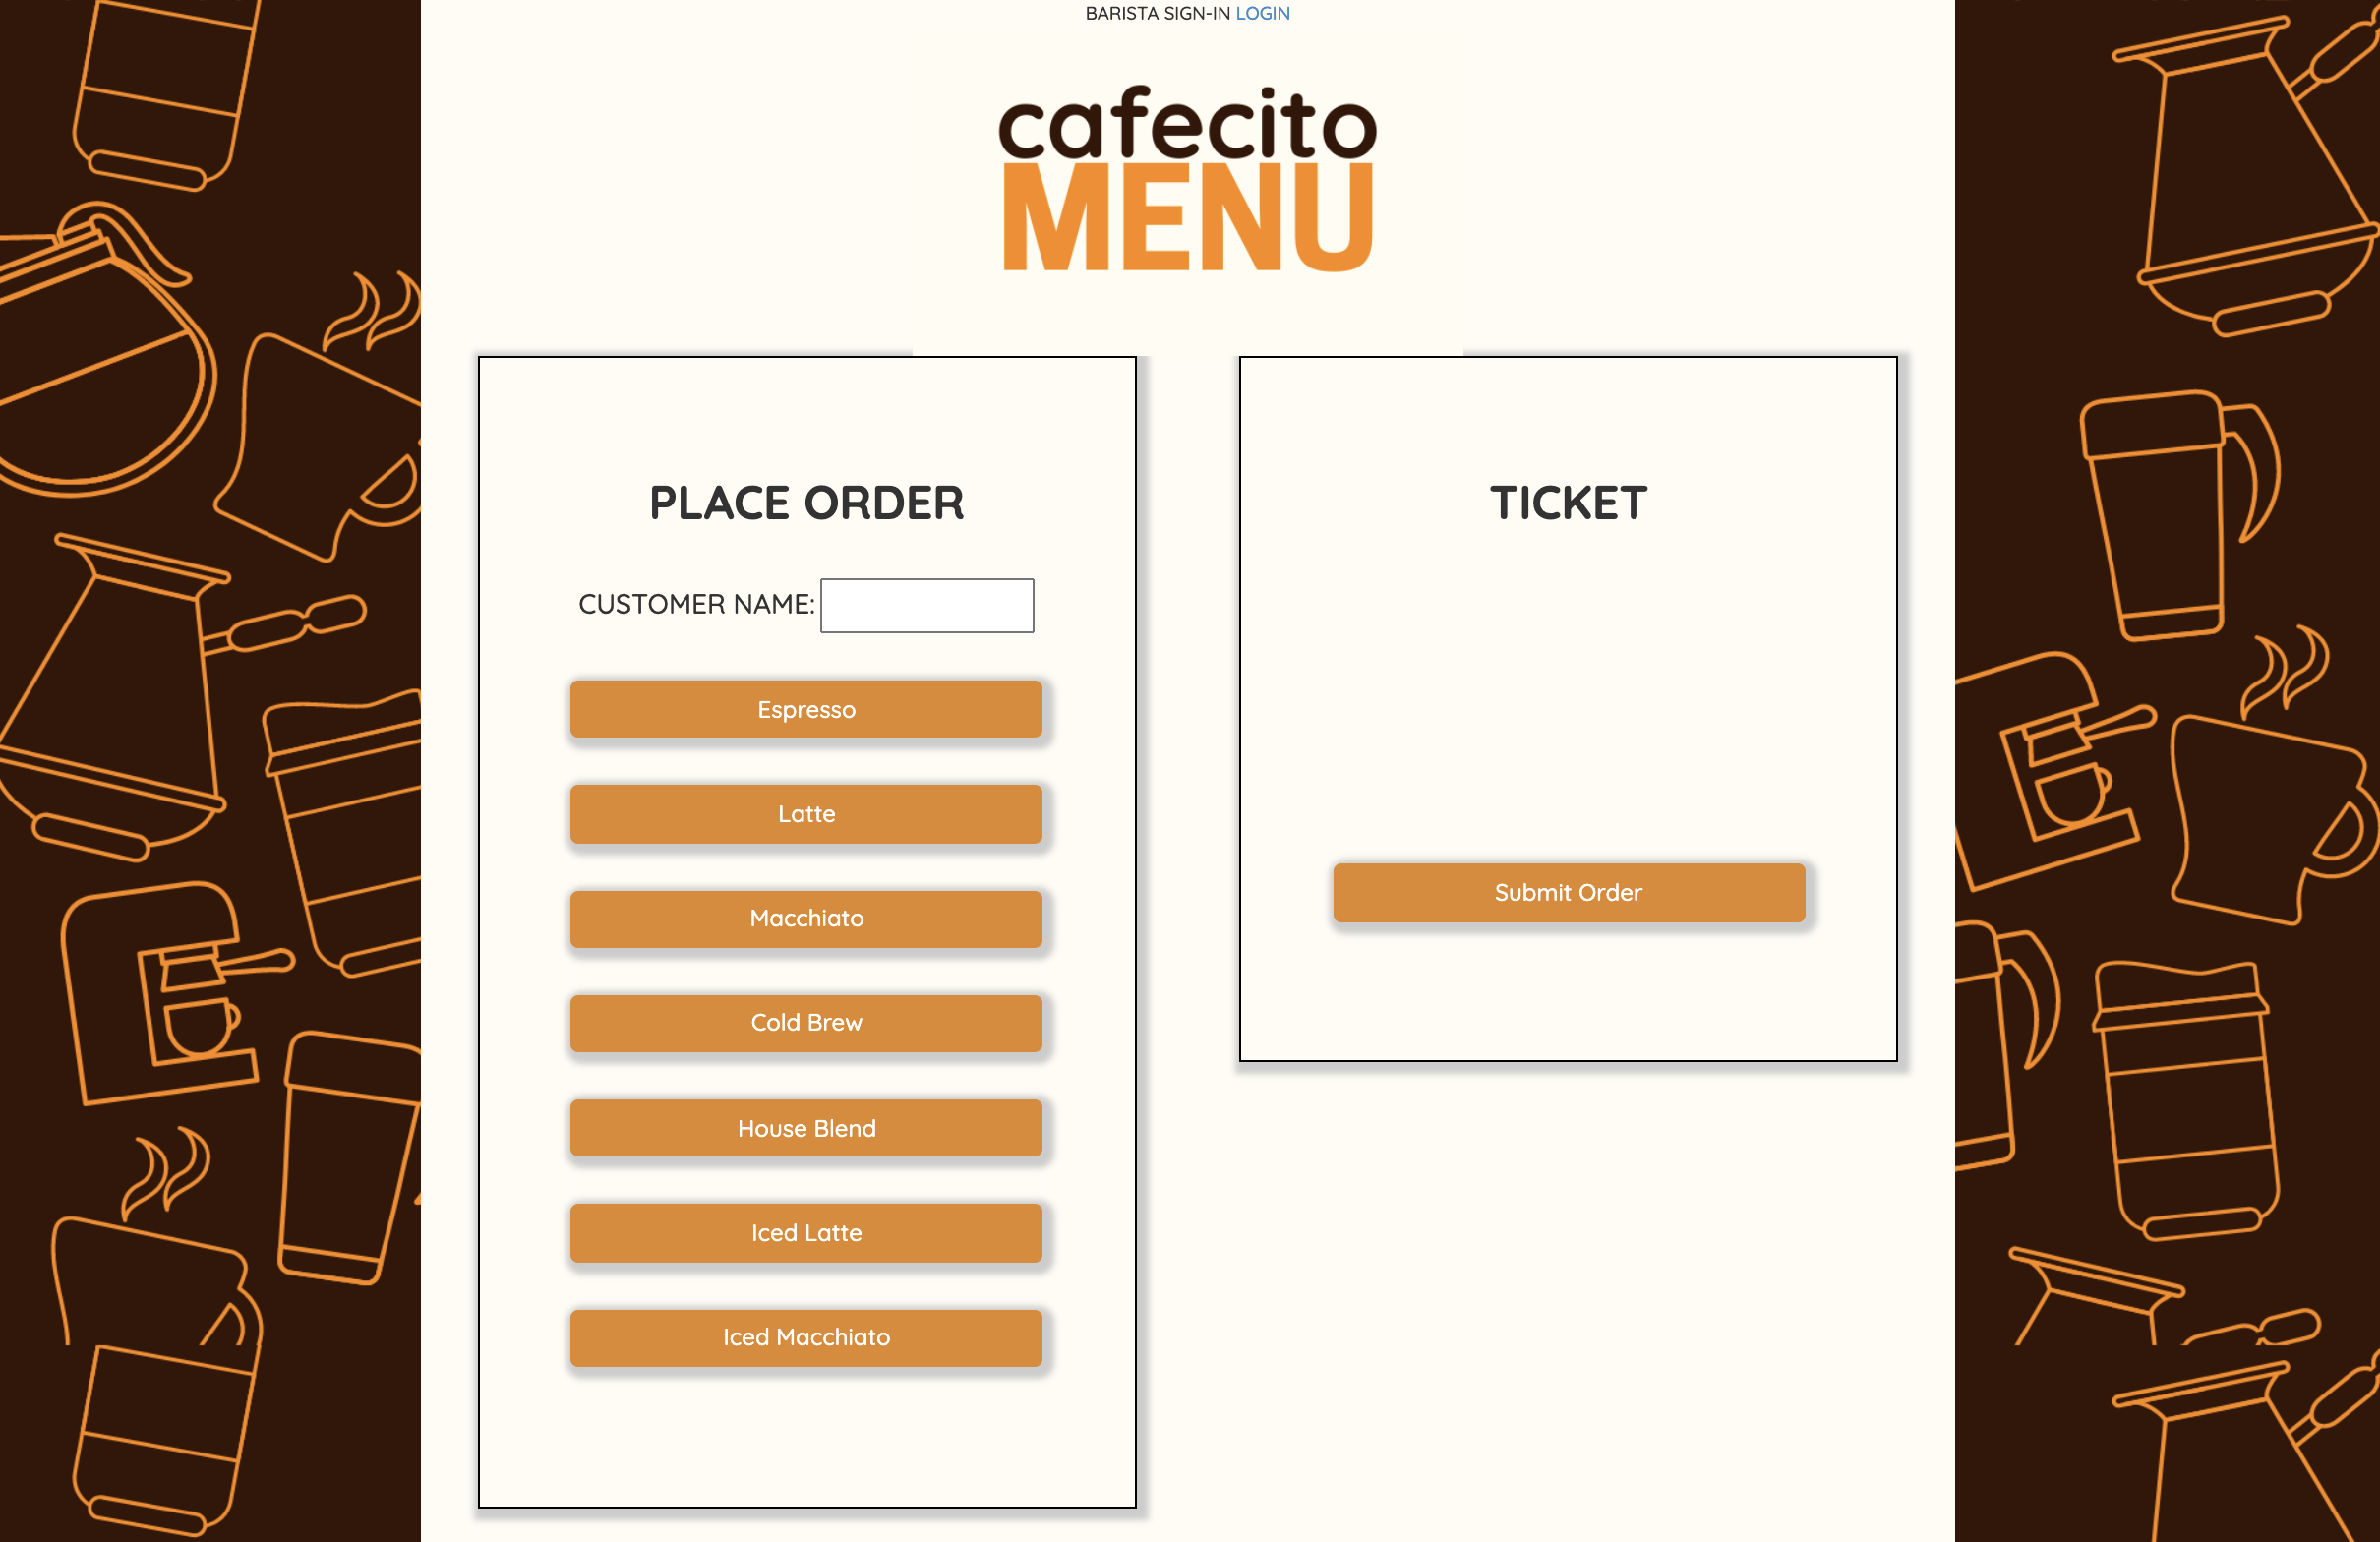 BARISTA SIGN-IN LOGIN
cafecito
MENU
PLACE ORDER
CUSTOMER NAME:
Espresso
Latte
Macchiato
Cold Brew
House Blend
Iced Latte
Iced Macchiato
TICKET
Submit Order